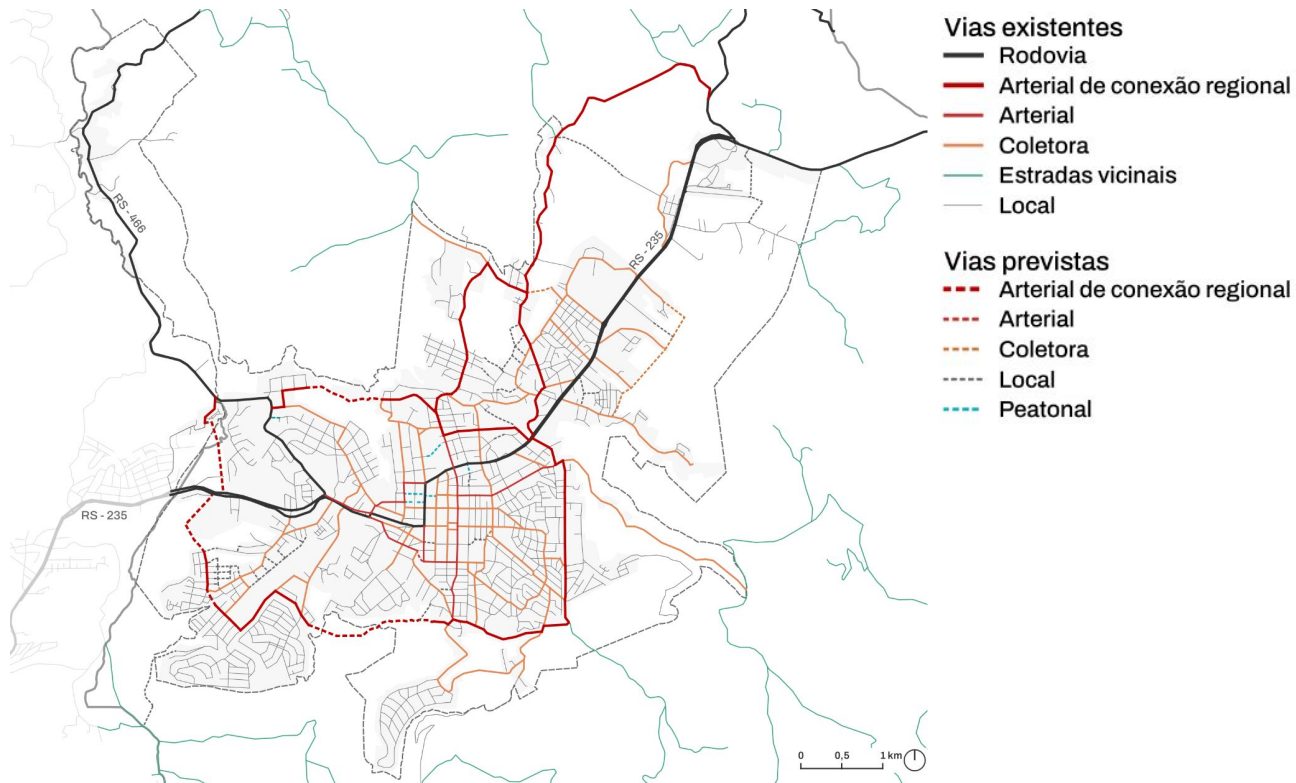 Vias existentes
Rodovia
Arterial de conexão regional
Arterial
Coletora
Estradas vicinais
Local
Vias previstas
Arterial de conexão regional
Arterial
Coletora
Local
Peatonal
RS - 466
RS - 235
RS - 235
0 0,5 1 km